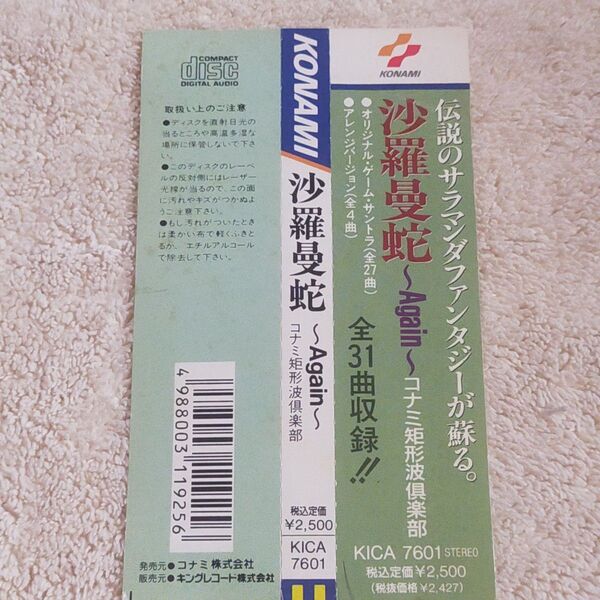 COMPACT
disc
DIGITAL AUDIO
取扱い上のご注意
●ディスクを直射日光の
当るところや高温多湿な
場所に保管しないで下さ
い。
●このディスクのレーベ
ルの反対側にはレーザー
光線が当るので、この面
に汚れやキズがつかぬよ
うご注意下さい。
●もし汚れがついたとき
は柔かい布で軽くふきと
るか、エチルアルコール
で除去して下さい。
4988003119256
発売元●コナミ株式会社
販売元●キングレコード株式会社
KONAMI
沙羅曼蛇
〜Again〜
コナミ矩形波倶楽部
税込定価
¥2,500
KICA
7601
KONAMI
伝説のサラマンダファンタジーが蘇る。
沙羅曼蛇〜Again〜コナミ矩形波倶楽部
●オリジナル・ゲーム・サントラ(全27曲)
●アレンジバージョン(全4曲)
全31曲収録!!
KICA 7601 STEREO
税込定価¥2,500
(税抜価格¥2,427)